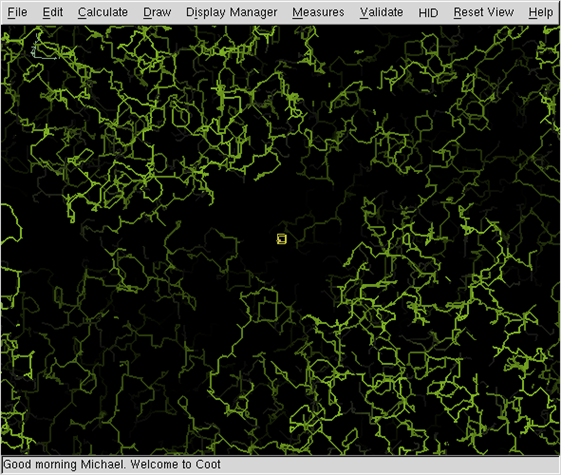 File Edit Calculate Draw Display Manager Measures Validate HID Reset View Help
Good morning Michael. Welcome to Coot